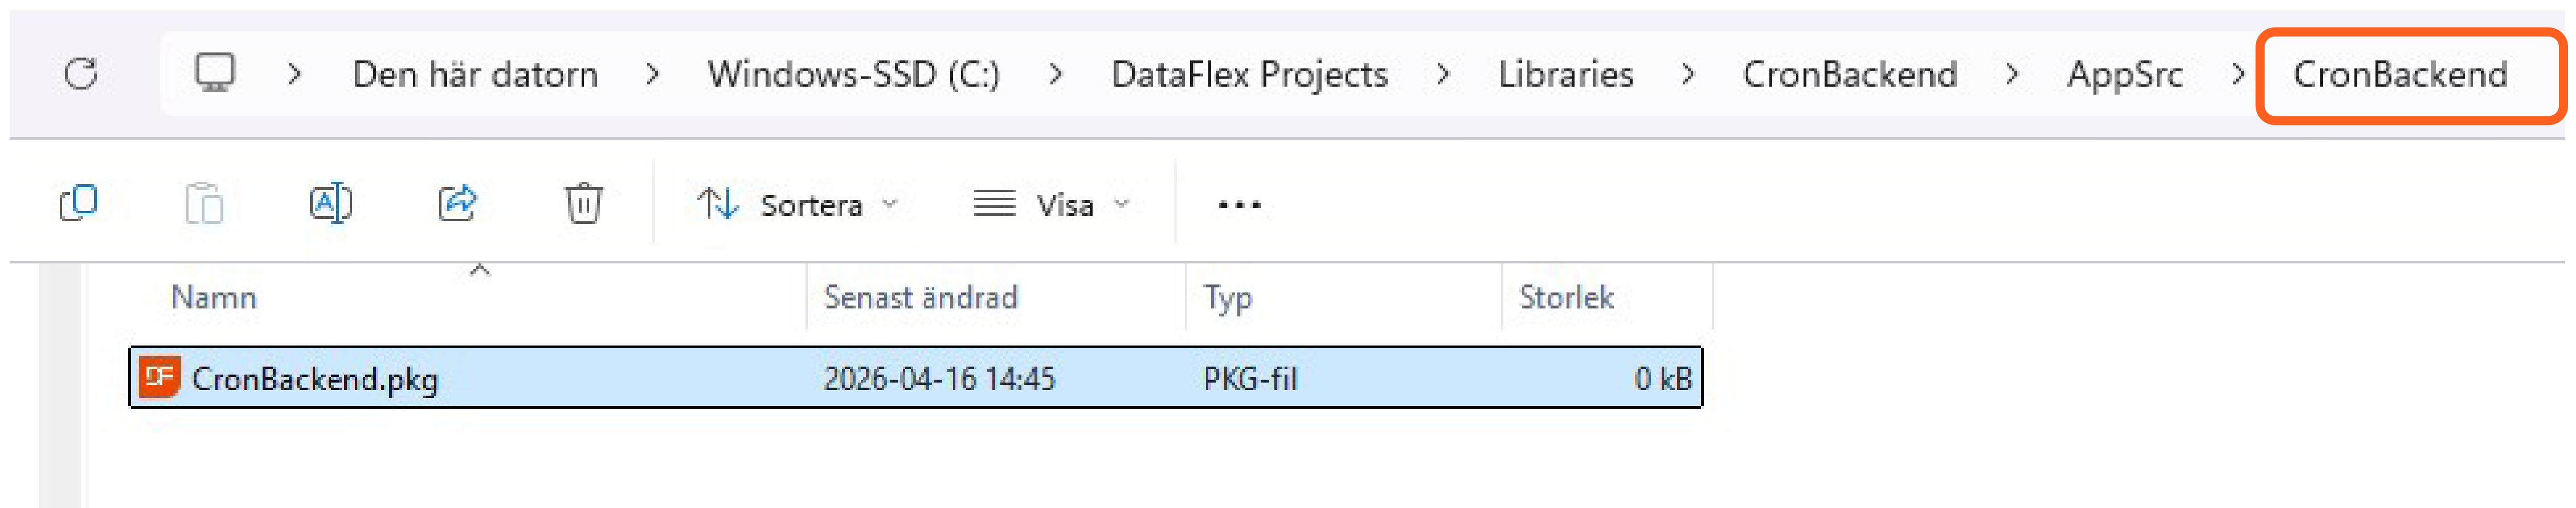 Den här datorn > Windows-SSD (C:) > DataFlex Projects > Libraries > CronBackend > AppSrc > CronBackend
Sortera Visa
Namn Senast ändrad Typ Storlek
DF CronBackend.pkg 2026-04-16 14:45 PKG-fil 0 kB